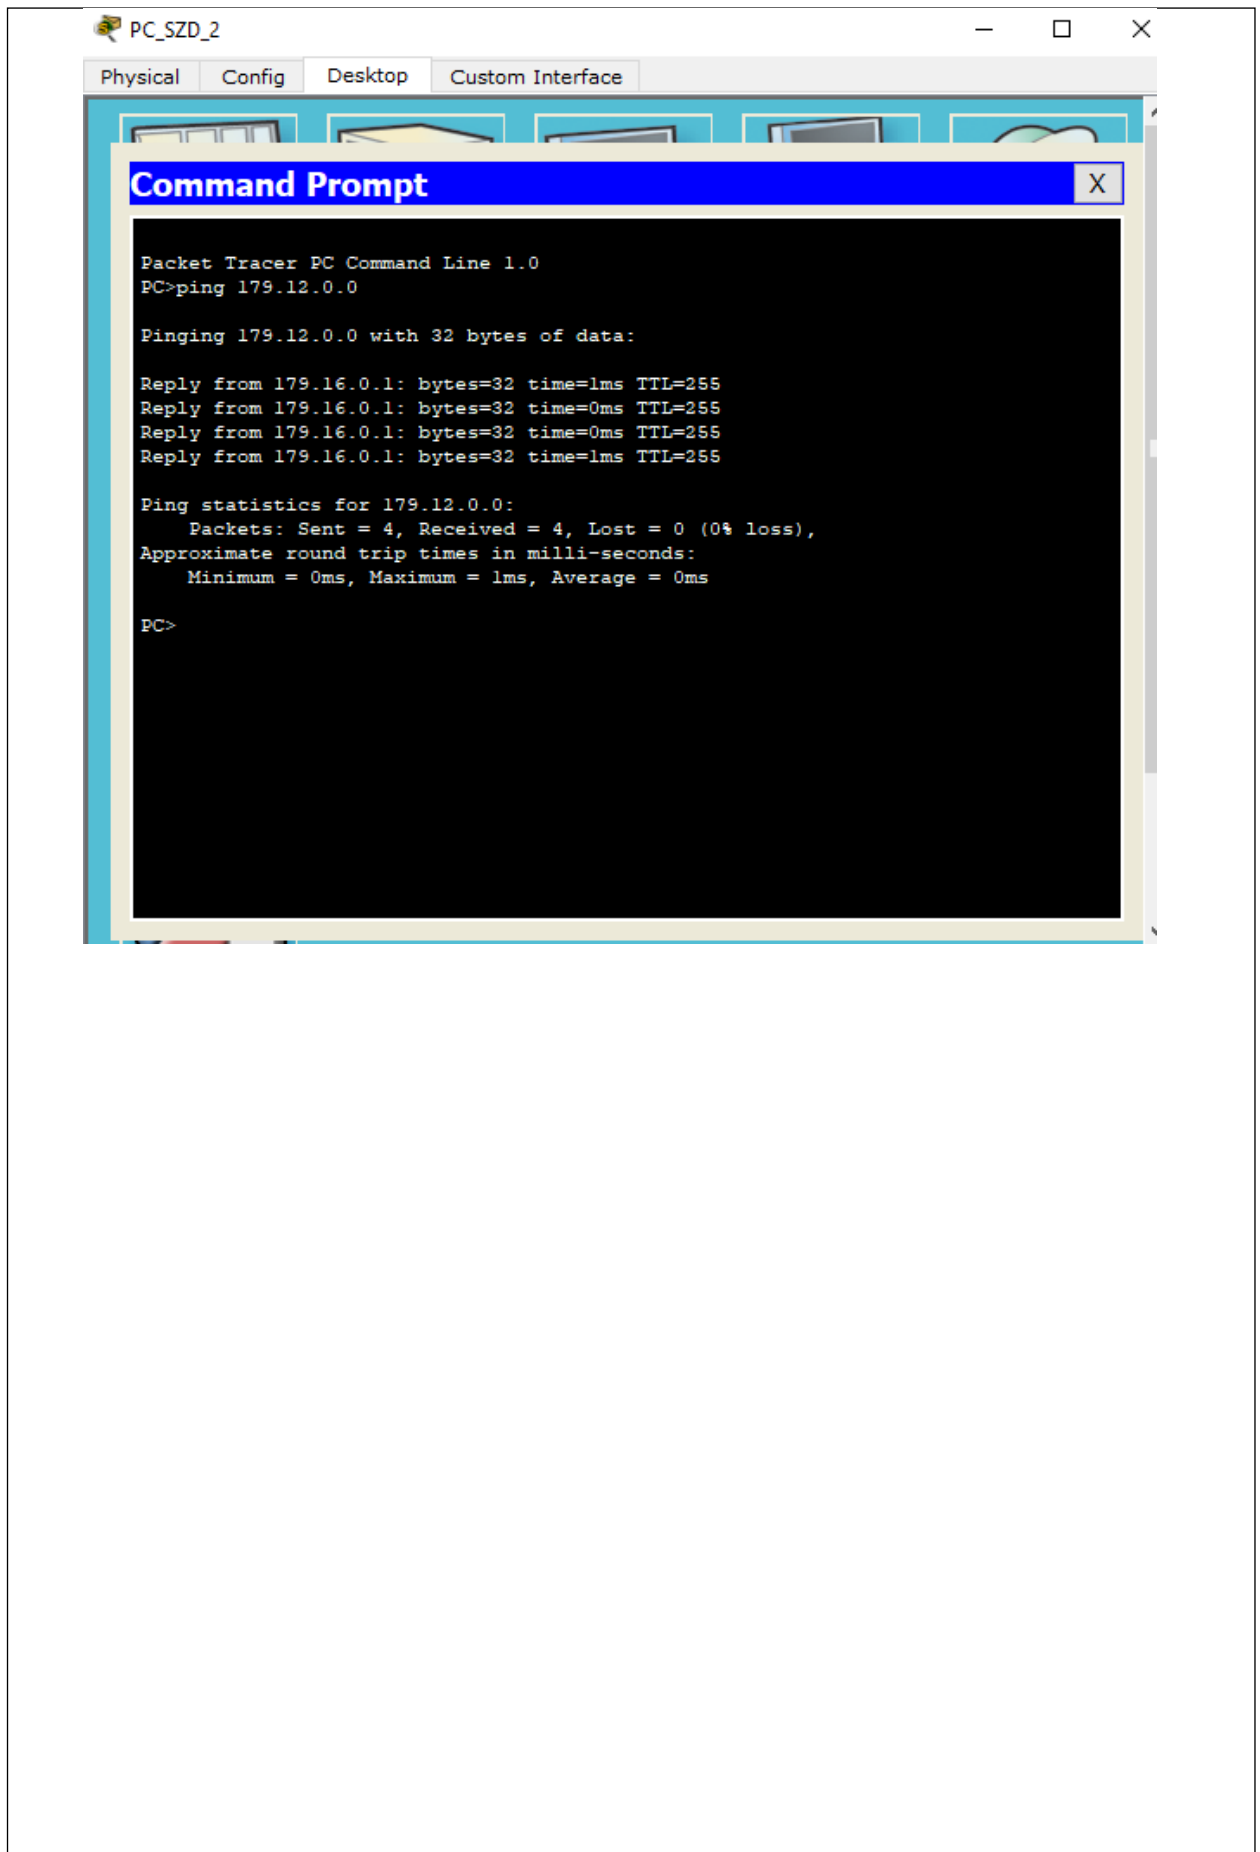 PC_SZD_2
Physical Config Desktop Custom Interface
Command Prompt
X
Packet Tracer PC Command Line 1.0
PC>ping 179.12.0.0
Pinging 179.12.0.0 with 32 bytes of data:
Reply from 179.16.0.1: bytes=32 time=1ms TTL=255
Reply from 179.16.0.1: bytes=32 time=0ms TTL=255
Reply from 179.16.0.1: bytes=32 time=0ms TTL=255
Reply from 179.16.0.1: bytes=32 time=1ms TTL=255
Ping statistics for 179.12.0.0:
Packets: Sent = 4, Received = 4, Lost = 0 (0% loss),
Approximate round trip times in milli-seconds:
Minimum = 0ms, Maximum = 1ms, Average = 0ms
PC>